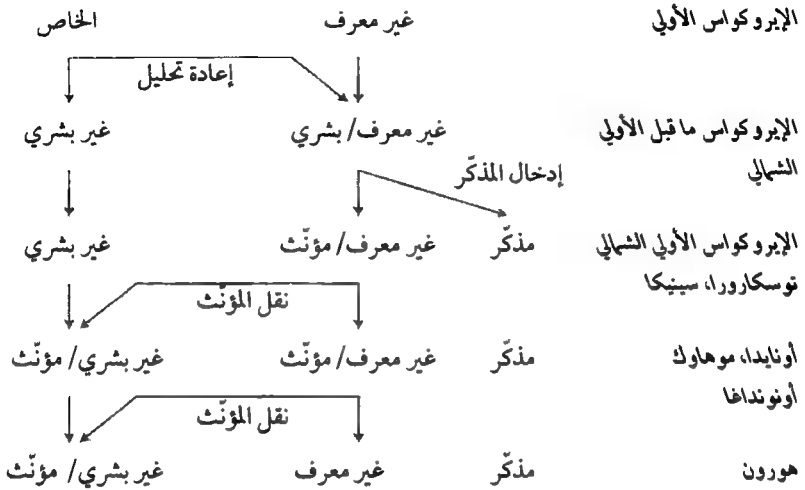 الإيروكواس الأولي غير معرف الخاص
إعادة تحليل
الإيروكواس ما قبل الأولي غير معرف/بشري غير بشري
الشمالي
إدخال المذكّر
الإيروكواس الأولي الشمالي مذكّر غير معرف/مؤنّث غير بشري
توسكارورا، سينيكا
نقل المؤنّث
أونايدا، موهاوك مذكّر غير معرف/مؤنّث غير بشري/مؤنّث
أونونداغا
نقل المؤنّث
هورون مذكّر غير معرف غير بشري/ مؤنّث